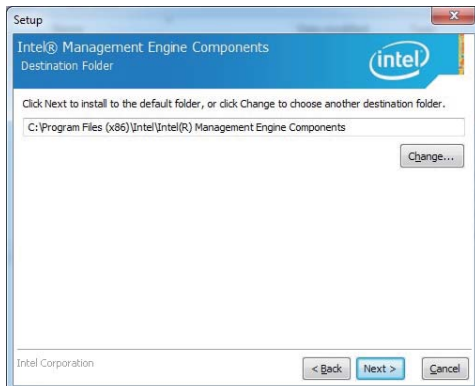 Setup
x
Intel® Management Engine Components
Destination Folder
intel
Click Next to install to the default folder, or click Change to choose another destination folder.
C:\Program Files (x86)\Intel\Intel(R) Management Engine Components
Change...
Intel Corporation
< Back
Next >
Cancel